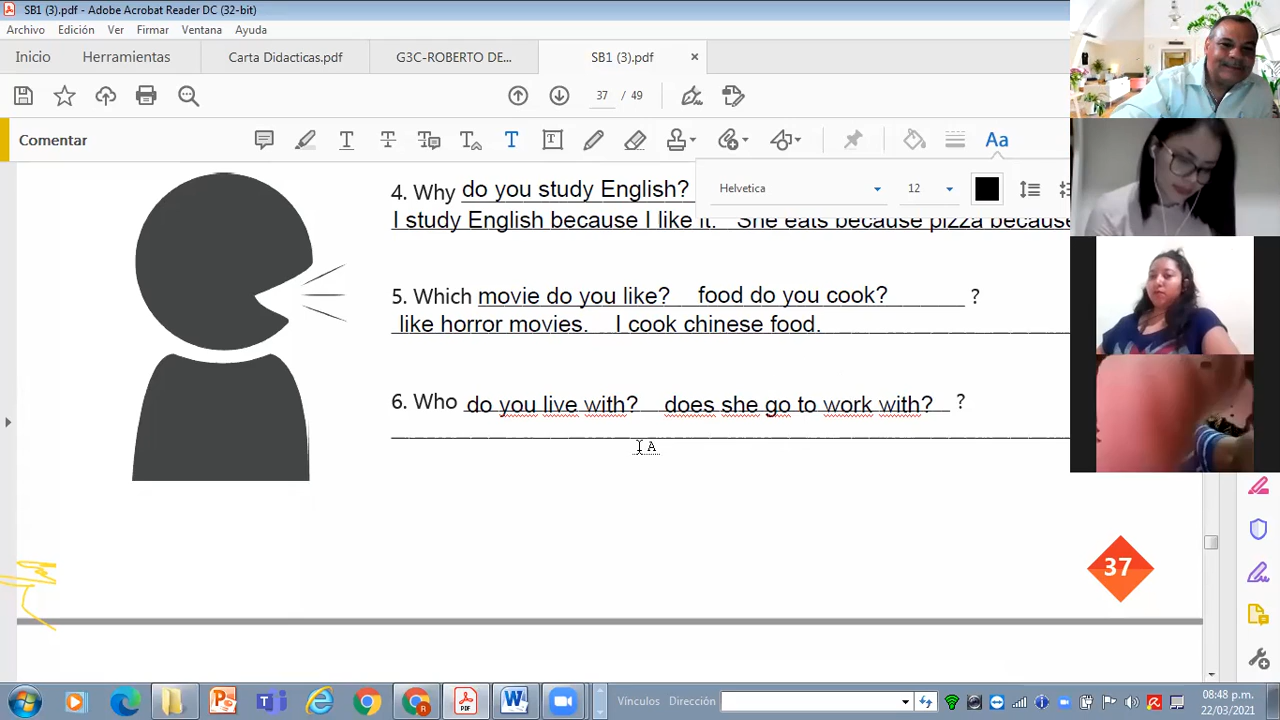 SB1 (3).pdf - Adobe Acrobat Reader DC (32-bit)
Archivo Edición Ver Firmar Ventana Ayuda
Inicio Herramientas Carta Didacticas.pdf G3C-ROBERTO DE... SB1 (3).pdf ×
37 / 49
Comentar
Aa
Helvetica 12
4. Why do you study English?
I study English because I like it. She eats because pizza because
5. Which movie do you like? food do you cook? ?
like horror movies. I cook chinese food.
6. Who do you live with? does she go to work with? ?
37
Vínculos Dirección
08:48 p.m.
22/03/2021